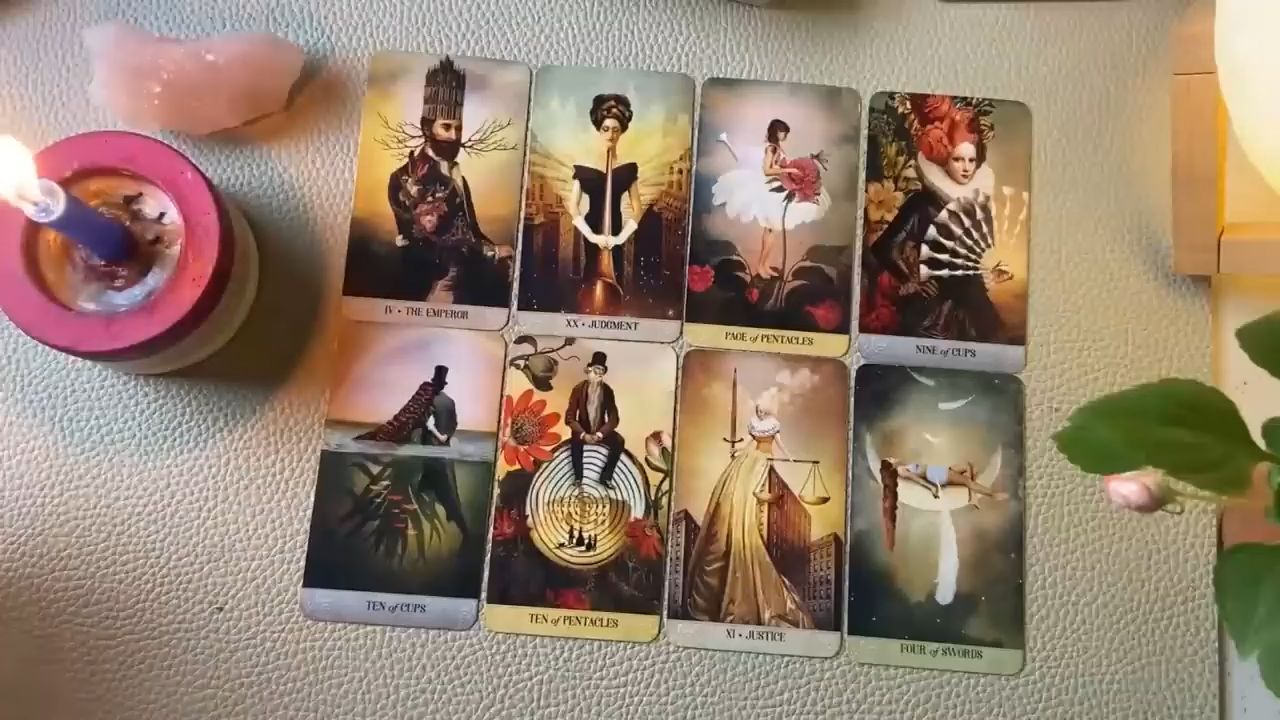 IV • THE EMPEROR
XX • JUDGMENT
PAGE of PENTACLES
NINE of CUPS
TEN of CUPS
TEN of PENTACLES
XI • JUSTICE
FOUR of SWORDS